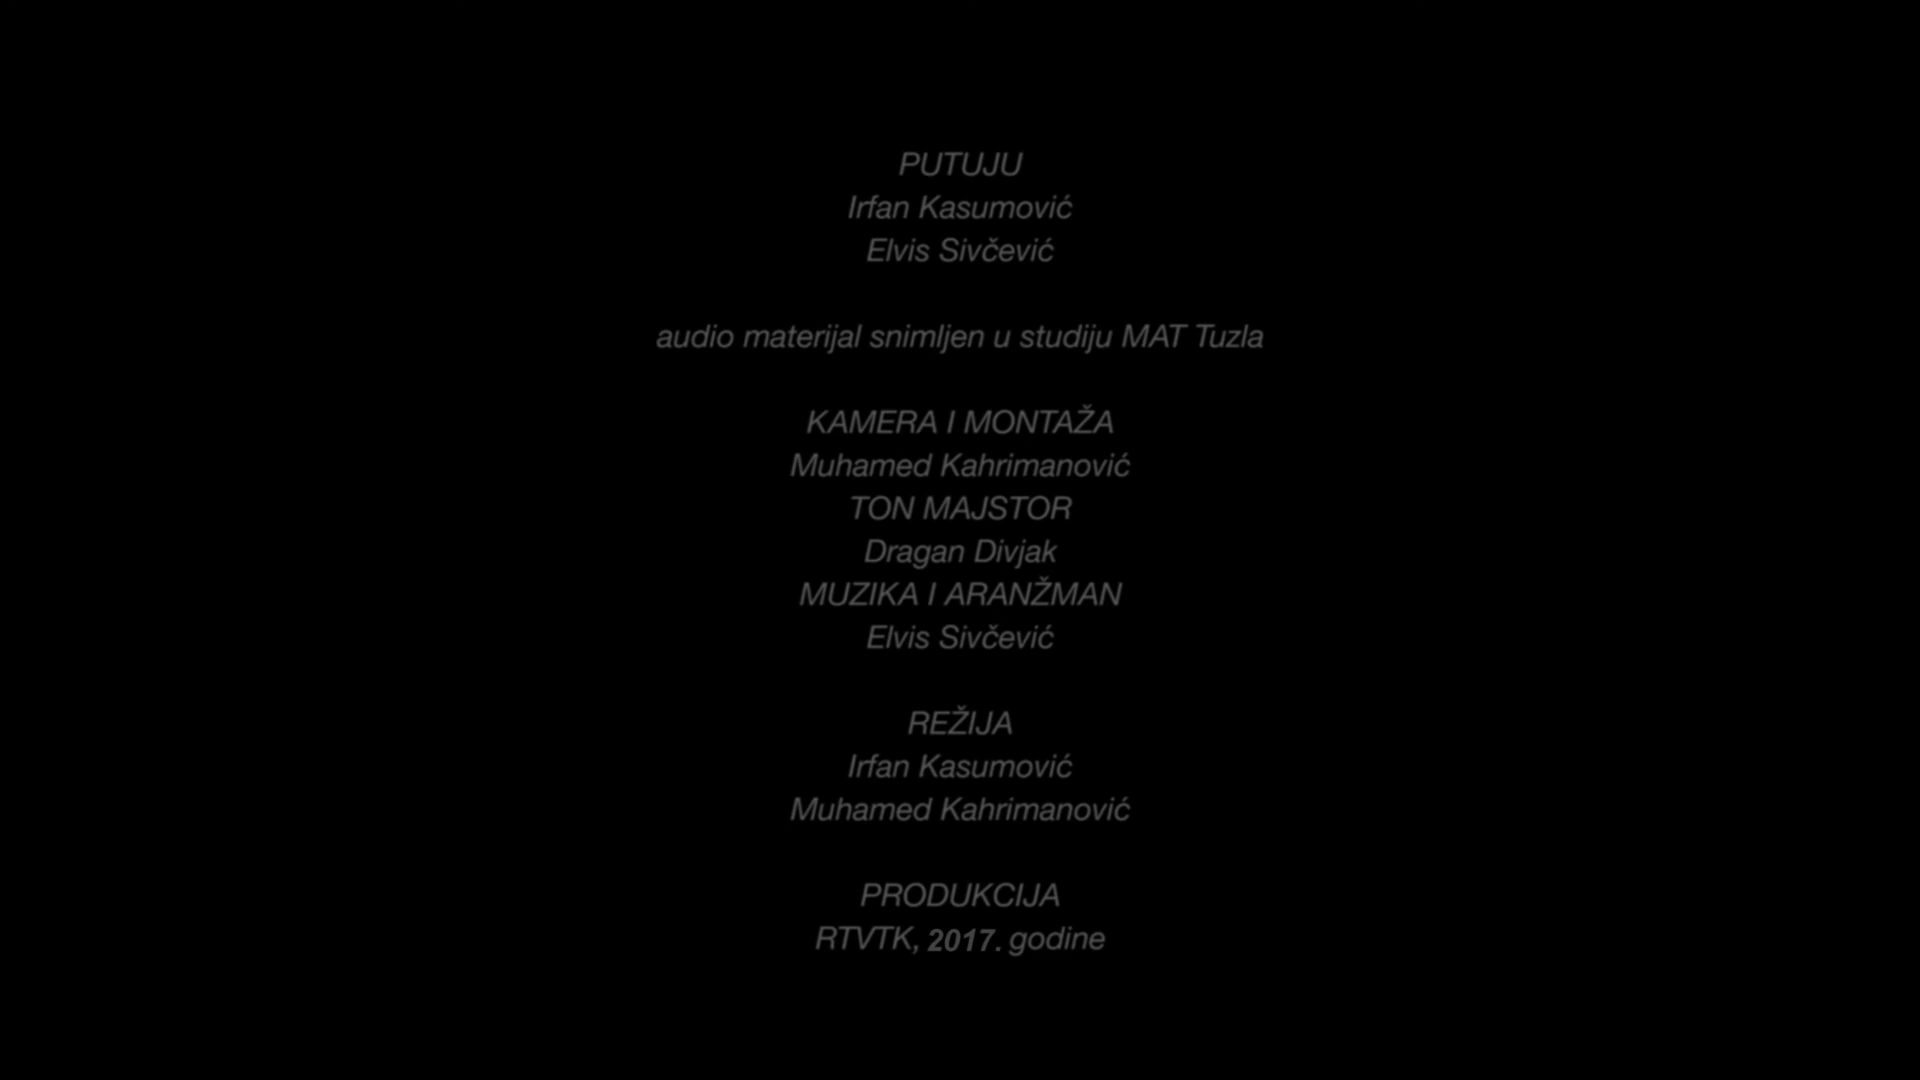 PUTUJU
Irfan Kasumović
Elvis Sivčević
audio materijal snimljen u studiju MAT Tuzla
KAMERA I MONTAŽA
Muhamed Kahrimanović
TON MAJSTOR
Dragan Divjak
MUZIKA I ARANŽMAN
Elvis Sivčević
REŽIJA
Irfan Kasumović
Muhamed Kahrimanović
PRODUKCIJA
RTVTK, 2017. godine